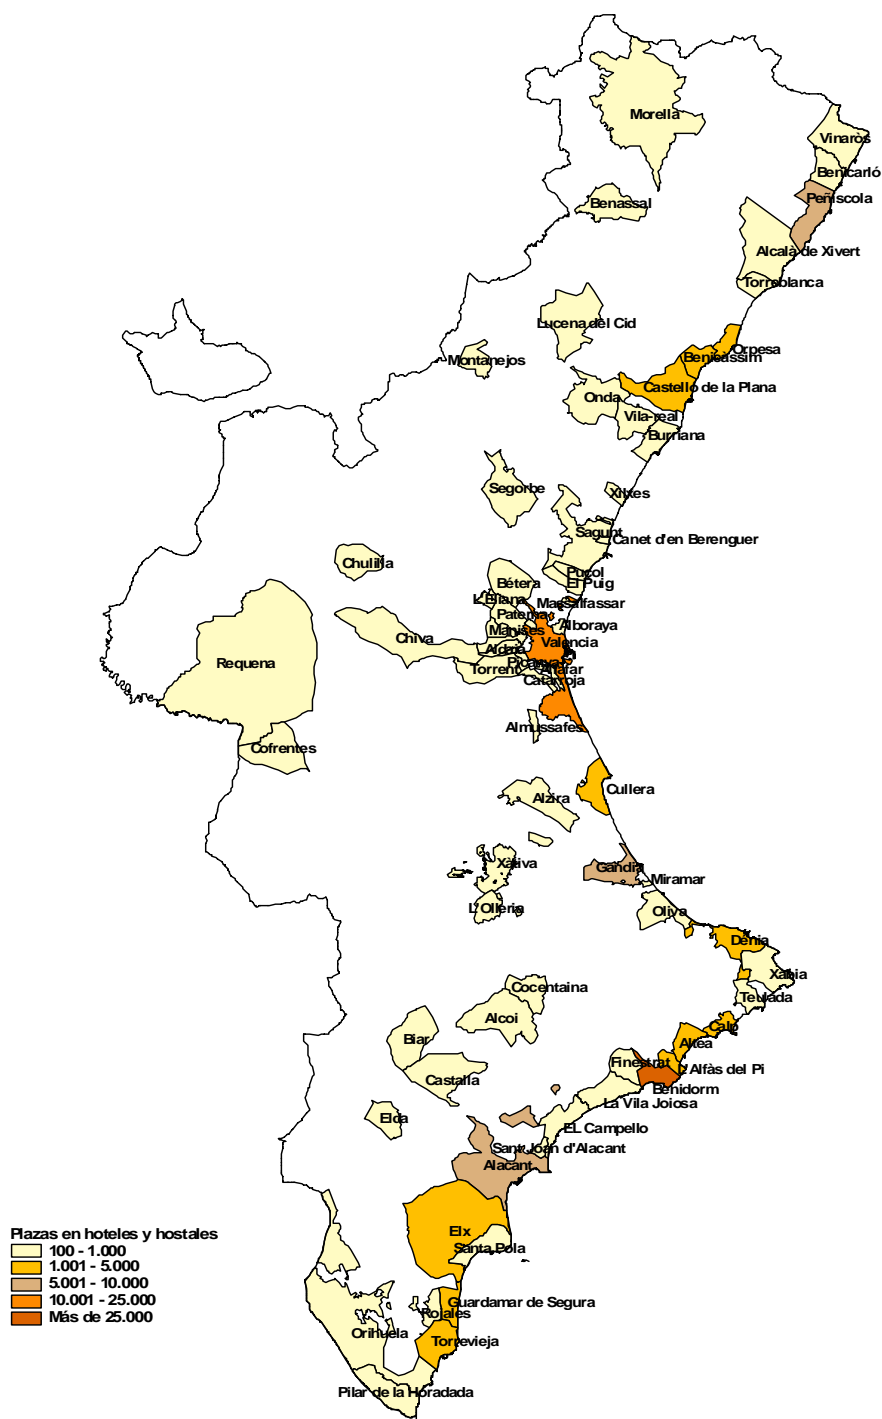 Morella
Vinaròs
Benicarló
Peñiscola
Benassal
Alcalà de Xivert
Torreblanca
Lucena del Cid
Orpesa
Benicàssim
Montanejos
Castelló de la Plana
Onda
Vila-real
Burriana
Segorbe
Xilxes
Sagunt
Canet d'en Berenguer
Chulilla
Puçol
El Puig
Bétera
L'Eliana
Massalfassar
Paterna
Alboraya
Manises
Chiva
Valencia
Aldaia
Requena
Picanya
Alfafar
Torrent
Catarroja
Almussafes
Cofrentes
Cullera
Alzira
Xàtiva
Gandia
Miramar
L'Olleria
Oliva
Dénia
Xàbia
Cocentaina
Teulada
Alcoi
Calp
Biar
Altea
Finestrat
L'Alfàs del Pi
Castalla
Benidorm
La Vila Joiosa
Elda
EL Campello
Sant Joan d'Alacant
Alacant
Elx
Santa Pola
Plazas en hoteles y hostales
100 - 1.000
1.001 - 5.000
5.001 - 10.000
10.001 - 25.000
Más de 25.000
Guardamar de Segura
Rojales
Orihuela
Torrevieja
Pilar de la Horadada